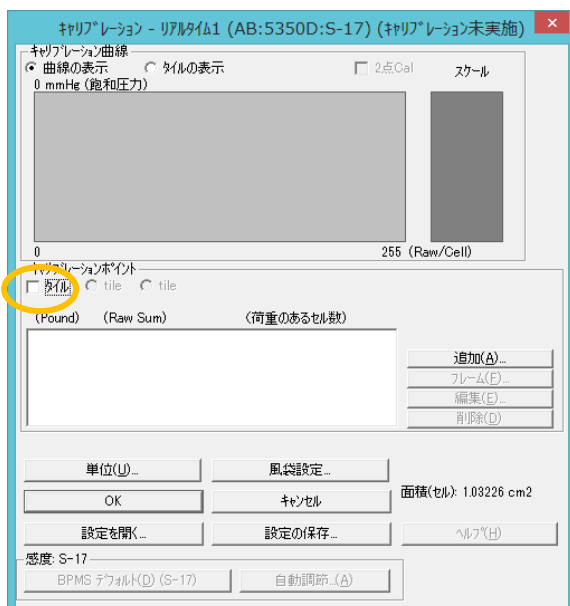 ｷｬﾘﾌﾞﾚｰｼｮﾝ - ﾘｱﾙﾀｲﾑ1 (AB:5350D:S-17) (ｷｬﾘﾌﾞﾚｰｼｮﾝ未実施)
ｷｬﾘﾌﾞﾚｰｼｮﾝ曲線
曲線の表示 ﾀｲﾙの表示 2点Cal スケール
0 mmHg (飽和圧力)
0 255 (Raw/Cell)
ｷｬﾘﾌﾞﾚｰｼｮﾝﾎﾟｲﾝﾄ
ﾀｲﾙ tile tile
(Pound) (Raw Sum) (荷重のあるセル数)
追加(A)...
ﾌﾚｰﾑ(F)...
編集(E)...
削除(D)
単位(U)... 風袋設定...
OK ｷｬﾝｾﾙ 面積(セル): 1.03226 cm2
設定を開く... 設定の保存... ﾍﾙﾌﾟ(H)
感度: S-17
BPMS ﾃﾞﾌｫﾙﾄ(D) (S-17) 自動調節...(A)